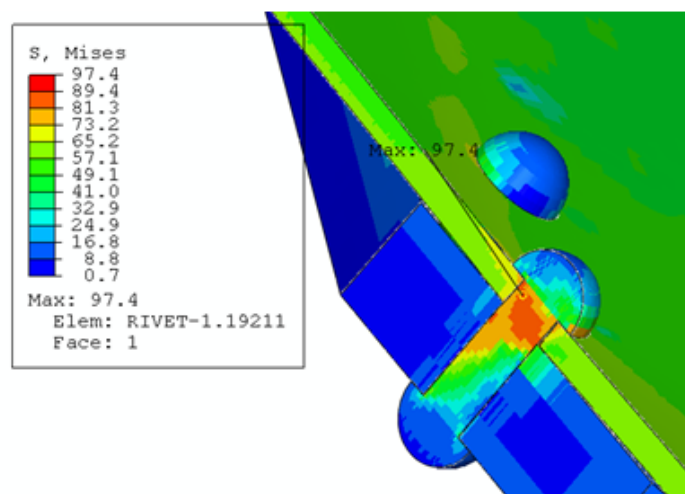 S, Mises
97.4
89.4
81.3
73.2
65.2
57.1
49.1
41.0
32.9
24.9
16.8
8.8
0.7
Max: 97.4
Elem: RIVET-1.19211
Face: 1
Max: 97.4